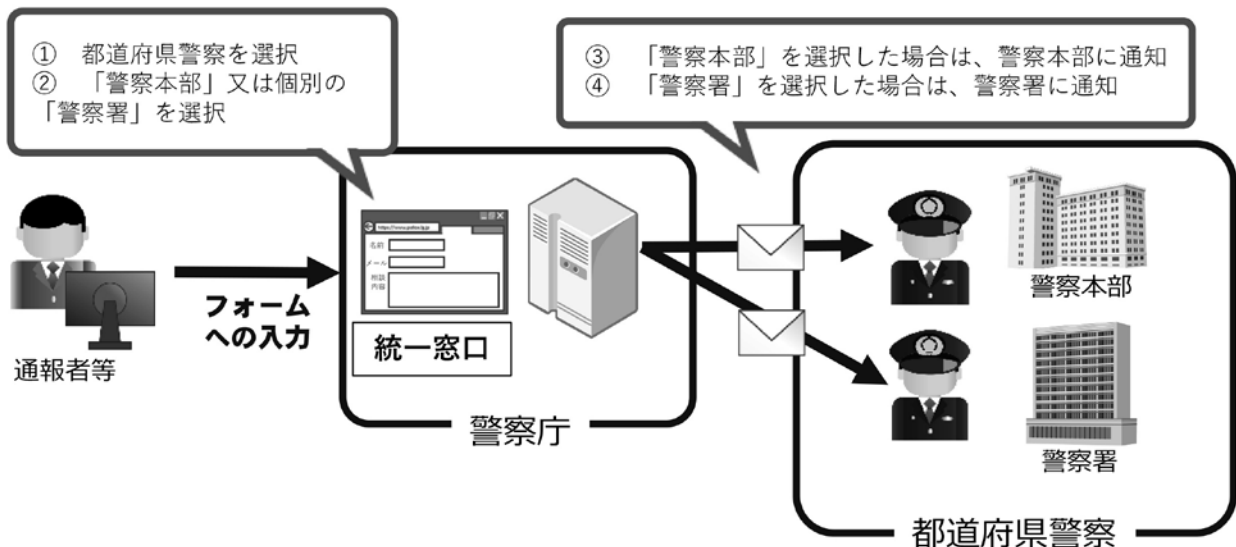 ① 都道府県警察を選択
② 「警察本部」又は個別の
「警察署」を選択
③ 「警察本部」を選択した場合は、警察本部に通知
④ 「警察署」を選択した場合は、警察署に通知
名前
メール
相談
内容
フォーム
への入力
統一窓口
通報者等
警察庁
警察本部
警察署
都道府県警察